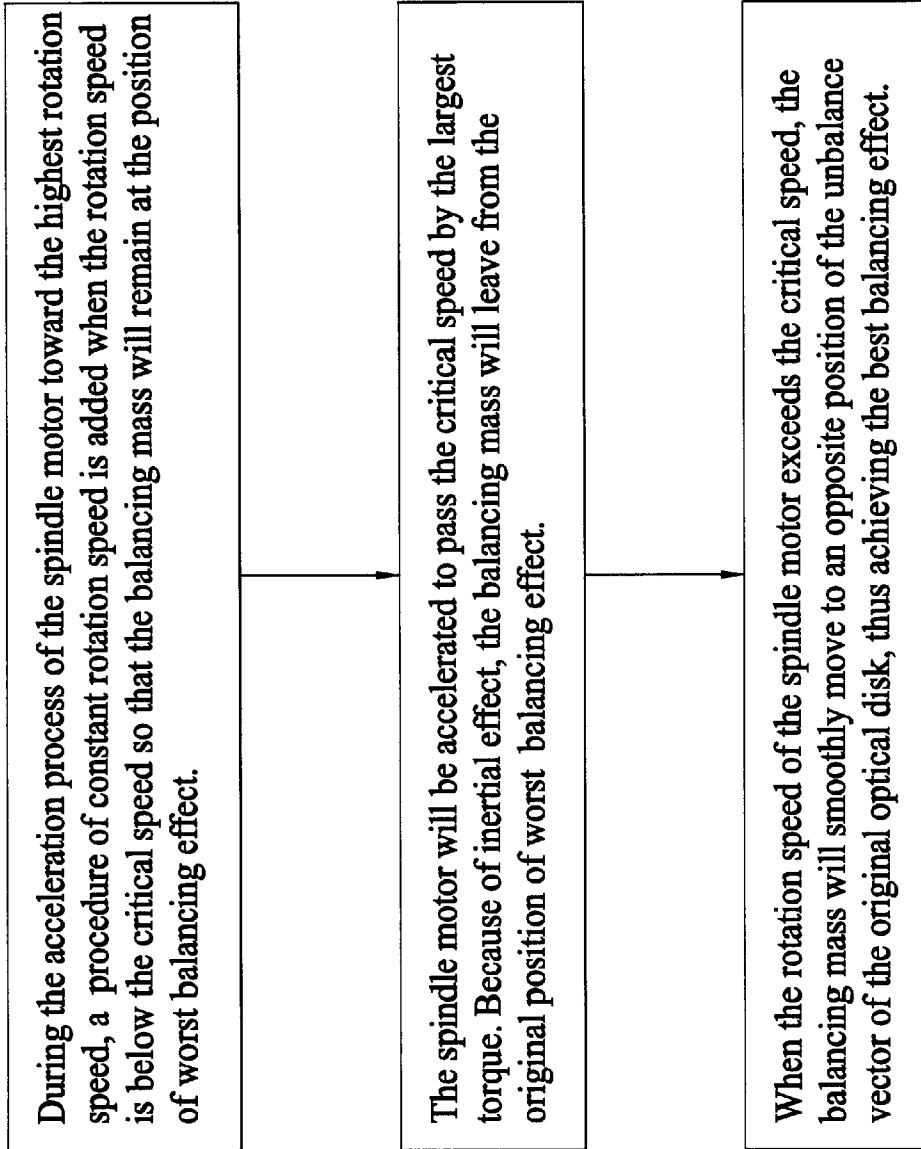 During the acceleration process of the spindle motor toward the highest rotation
speed, a procedure of constant rotation speed is added when the rotation speed
is below the critical speed so that the balancing mass will remain at the position
of worst balancing effect.
The spindle motor will be accelerated to pass the critical speed by the largest
torque. Because of inertial effect, the balancing mass will leave from the
original position of worst balancing effect.
When the rotation speed of the spindle motor exceeds the critical speed, the
balancing mass will smoothly move to an opposite position of the unbalance
vector of the original optical disk, thus achieving the best balancing effect.